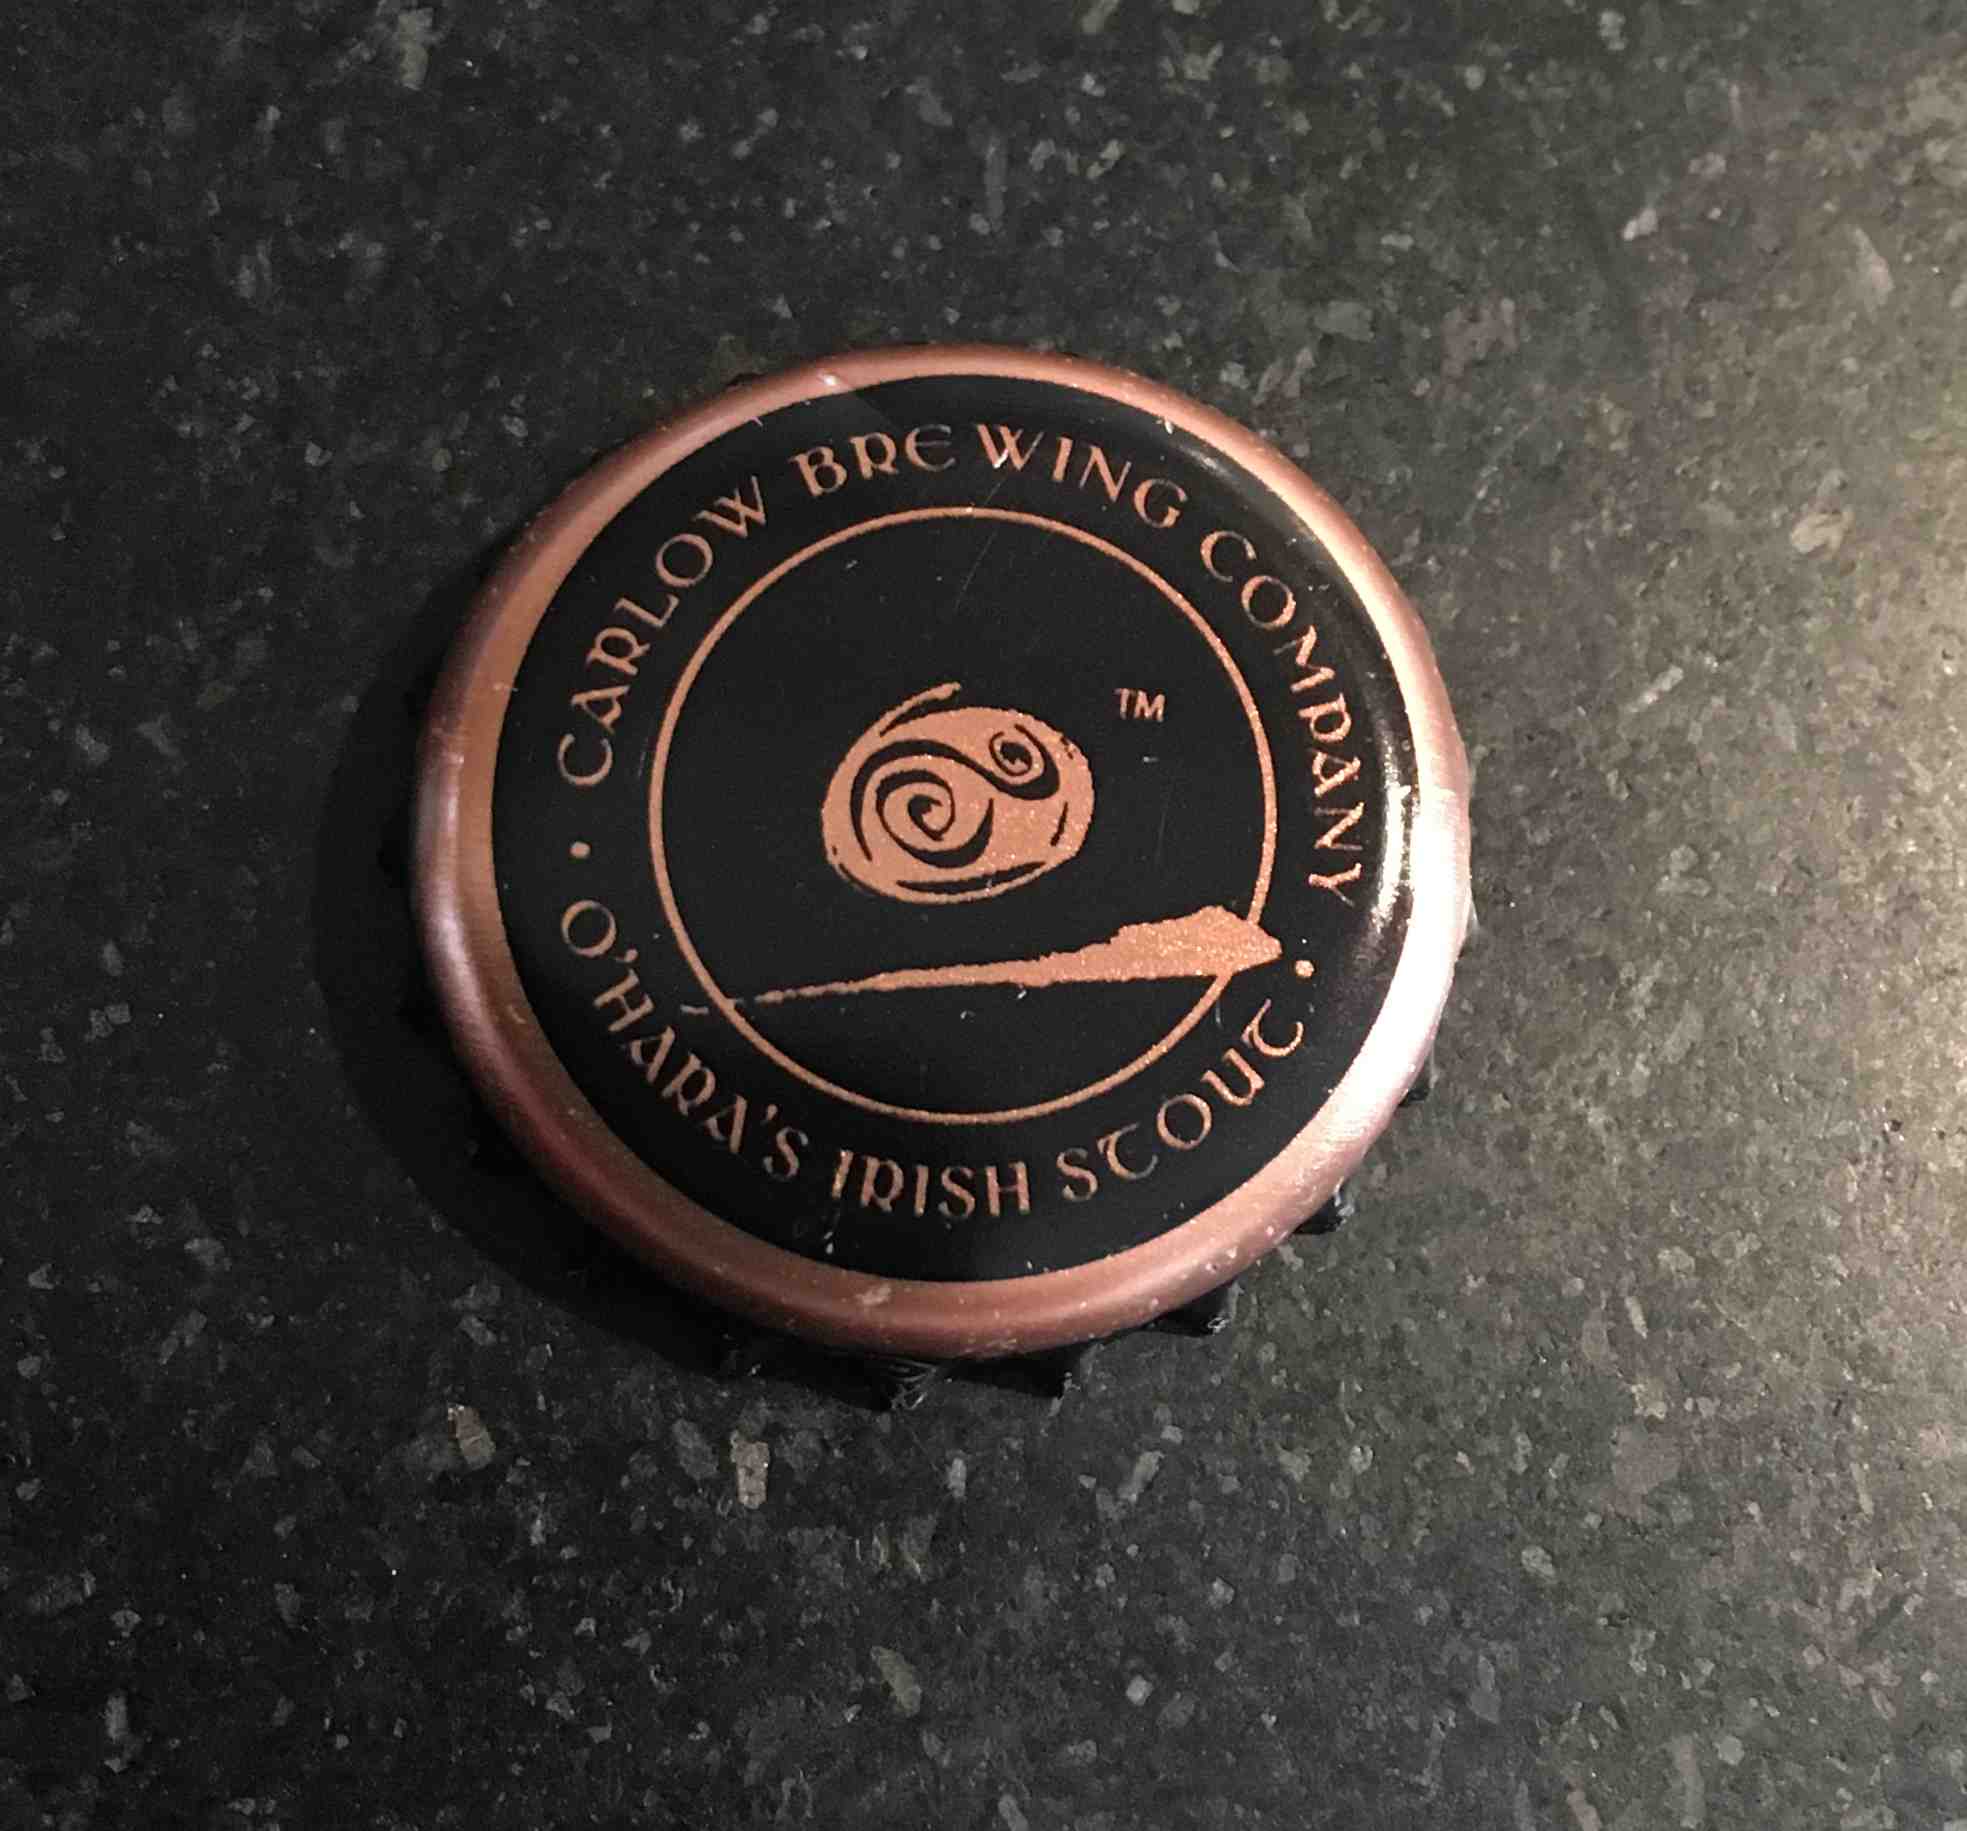 · CARLOW BREWING COMPANY ·
TM
O'HARA'S IRISH STOUT